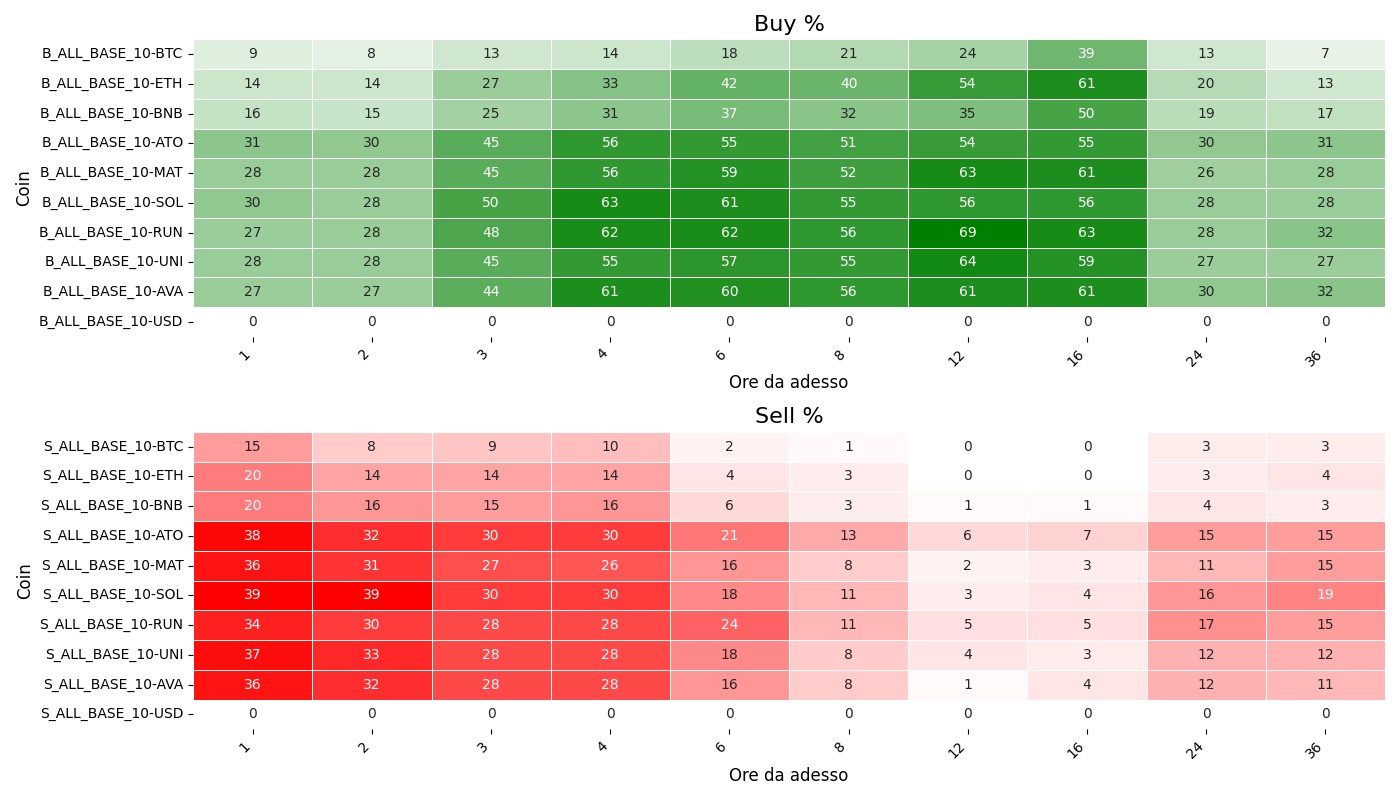 Buy %
Coin
B_ALL_BASE_10-BTC 9 8 13 14 18 21 24 39 13 7
B_ALL_BASE_10-ETH 14 14 27 33 42 40 54 61 20 13
B_ALL_BASE_10-BNB 16 15 25 31 37 32 35 50 19 17
B_ALL_BASE_10-ATO 31 30 45 56 55 51 54 55 30 31
B_ALL_BASE_10-MAT 28 28 45 56 59 52 63 61 26 28
B_ALL_BASE_10-SOL 30 28 50 63 61 55 56 56 28 28
B_ALL_BASE_10-RUN 27 28 48 62 62 56 69 63 28 32
B_ALL_BASE_10-UNI 28 28 45 55 57 55 64 59 27 27
B_ALL_BASE_10-AVA 27 27 44 61 60 56 61 61 30 32
B_ALL_BASE_10-USD 0 0 0 0 0 0 0 0 0 0
1 2 3 4 6 8 12 16 24 36
Ore da adesso
Sell %
Coin
S_ALL_BASE_10-BTC 15 8 9 10 2 1 0 0 3 3
S_ALL_BASE_10-ETH 20 14 14 14 4 3 0 0 3 4
S_ALL_BASE_10-BNB 20 16 15 16 6 3 1 1 4 3
S_ALL_BASE_10-ATO 38 32 30 30 21 13 6 7 15 15
S_ALL_BASE_10-MAT 36 31 27 26 16 8 2 3 11 15
S_ALL_BASE_10-SOL 39 39 30 30 18 11 3 4 16 19
S_ALL_BASE_10-RUN 34 30 28 28 24 11 5 5 17 15
S_ALL_BASE_10-UNI 37 33 28 28 18 8 4 3 12 12
S_ALL_BASE_10-AVA 36 32 28 28 16 8 1 4 12 11
S_ALL_BASE_10-USD 0 0 0 0 0 0 0 0 0 0
1 2 3 4 6 8 12 16 24 36
Ore da adesso